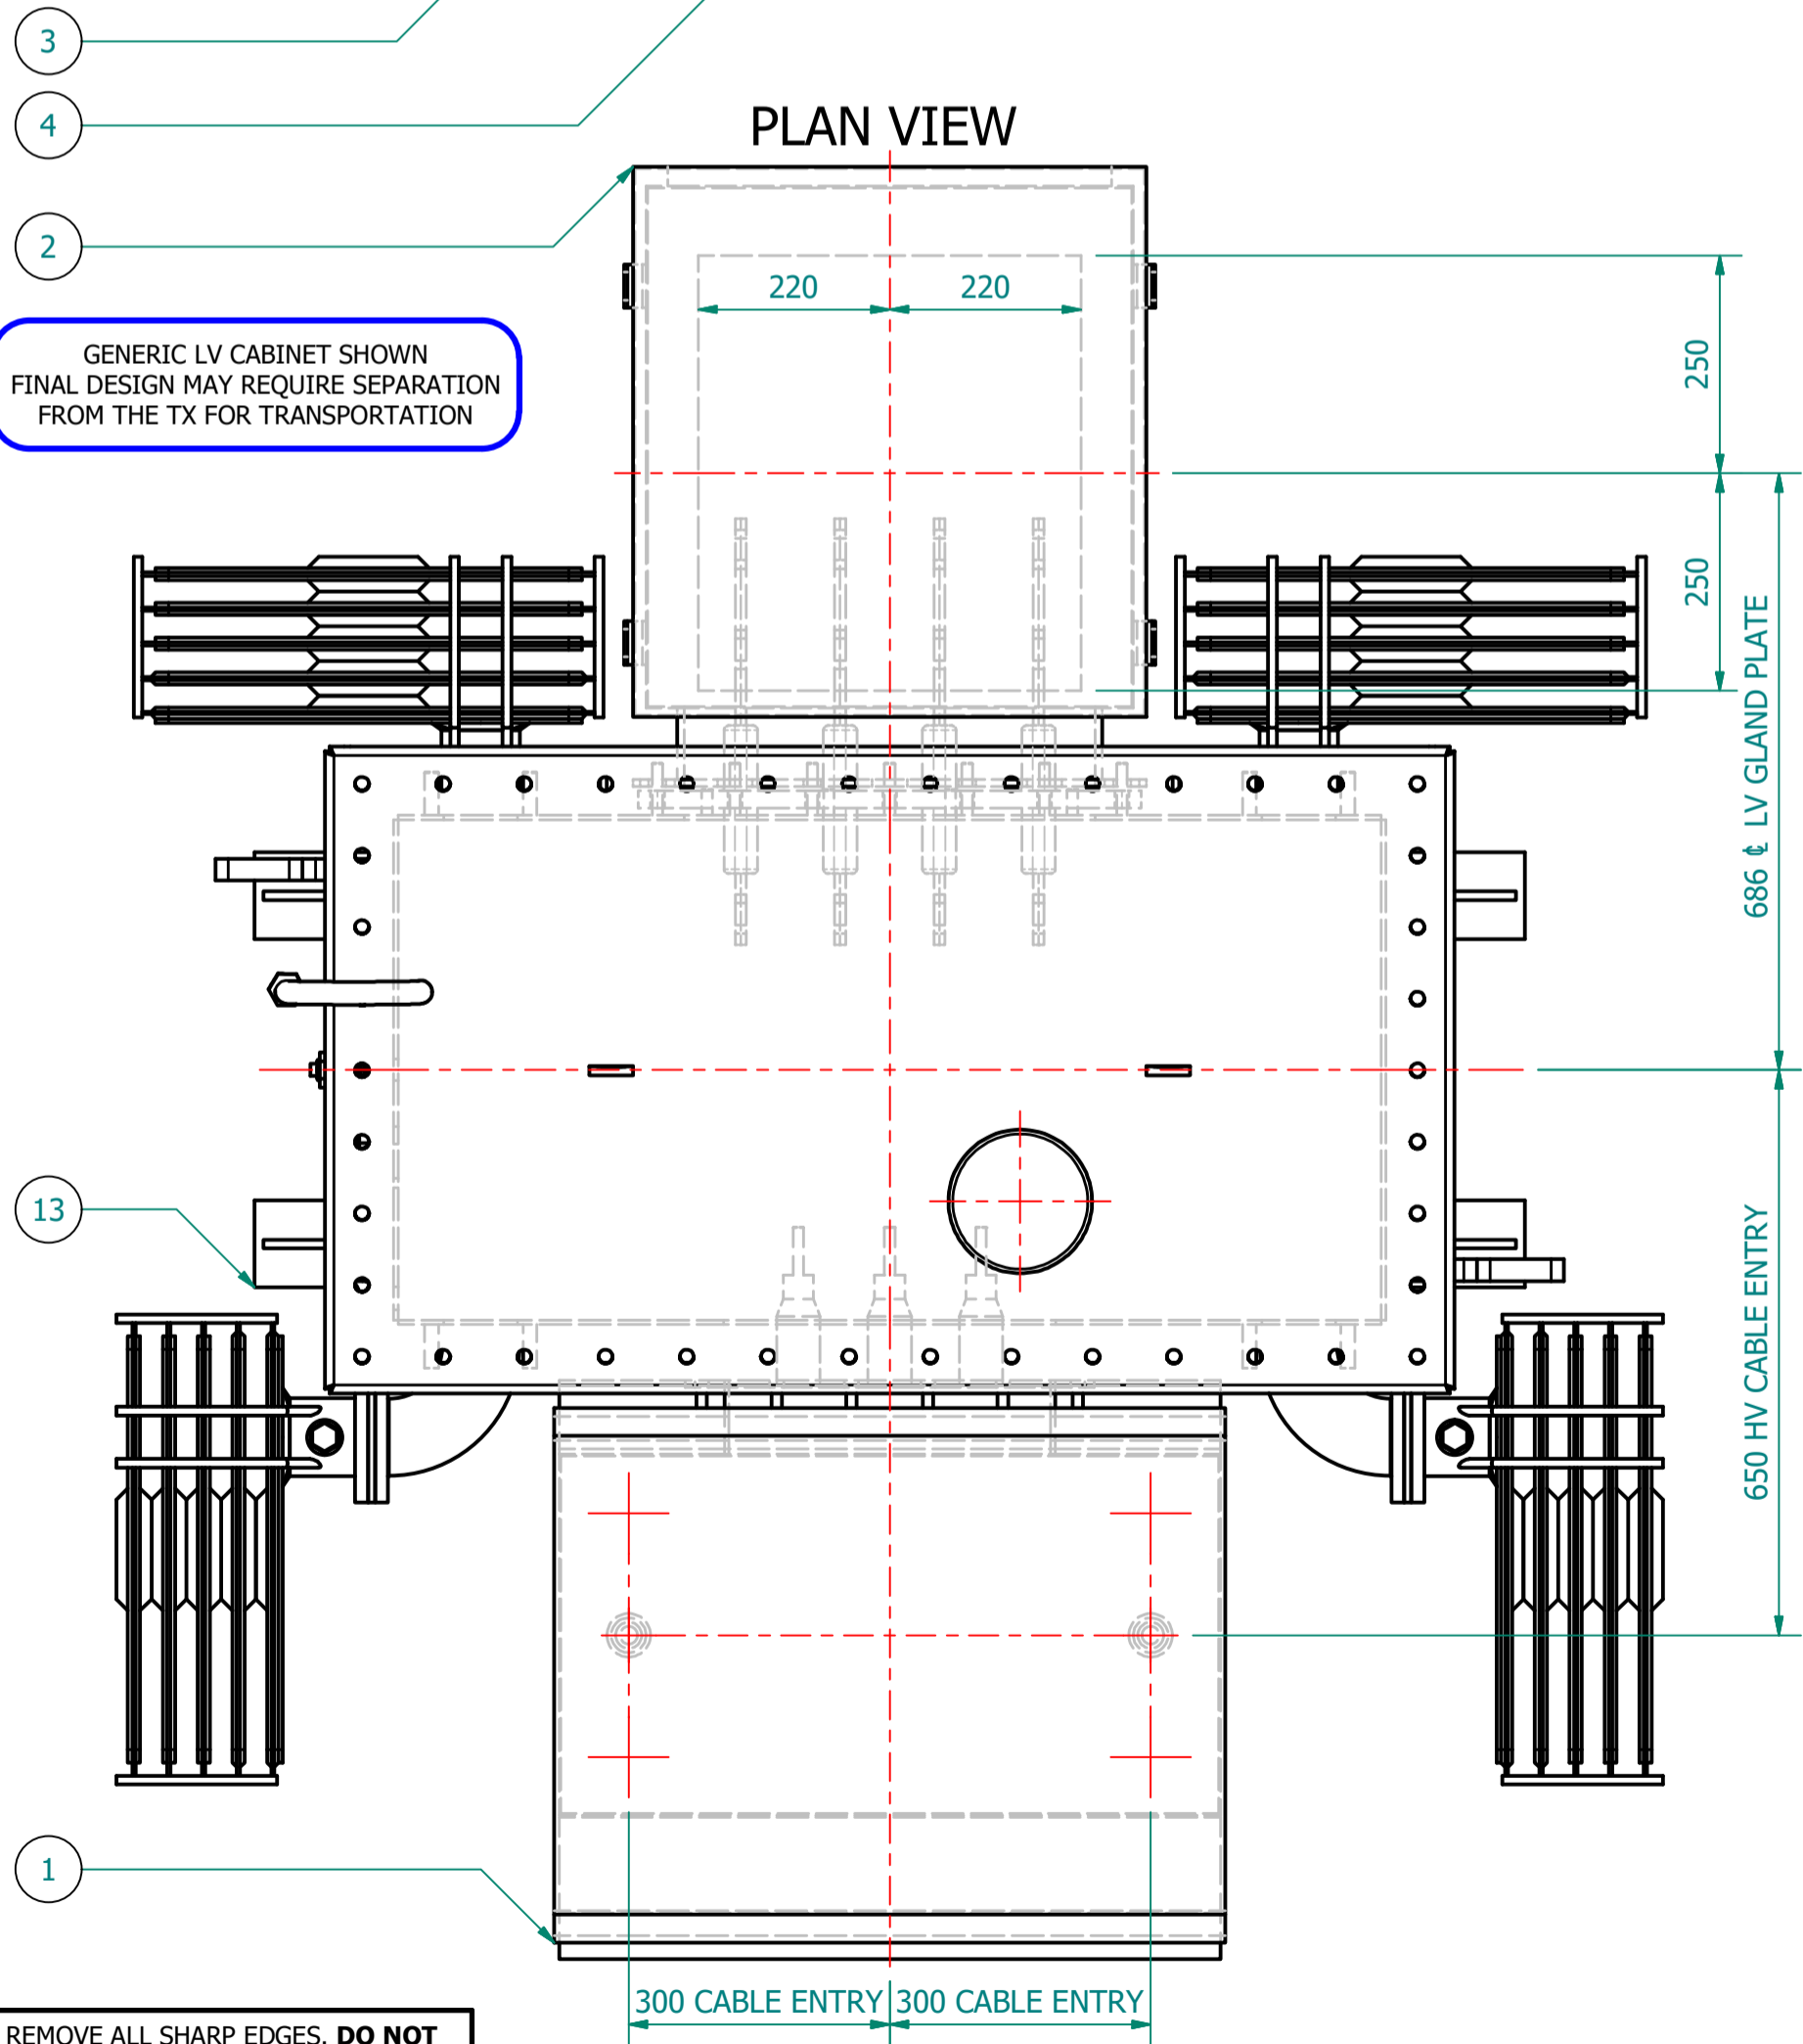 3
4
PLAN VIEW
2
220
220
250
GENERIC LV CABINET SHOWN
FINAL DESIGN MAY REQUIRE SEPARATION
FROM THE TX FOR TRANSPORTATION
250
686 ℄ LV GLAND PLATE
13
650 HV CABLE ENTRY
1
300 CABLE ENTRY
300 CABLE ENTRY
REMOVE ALL SHARP EDGES. DO NOT